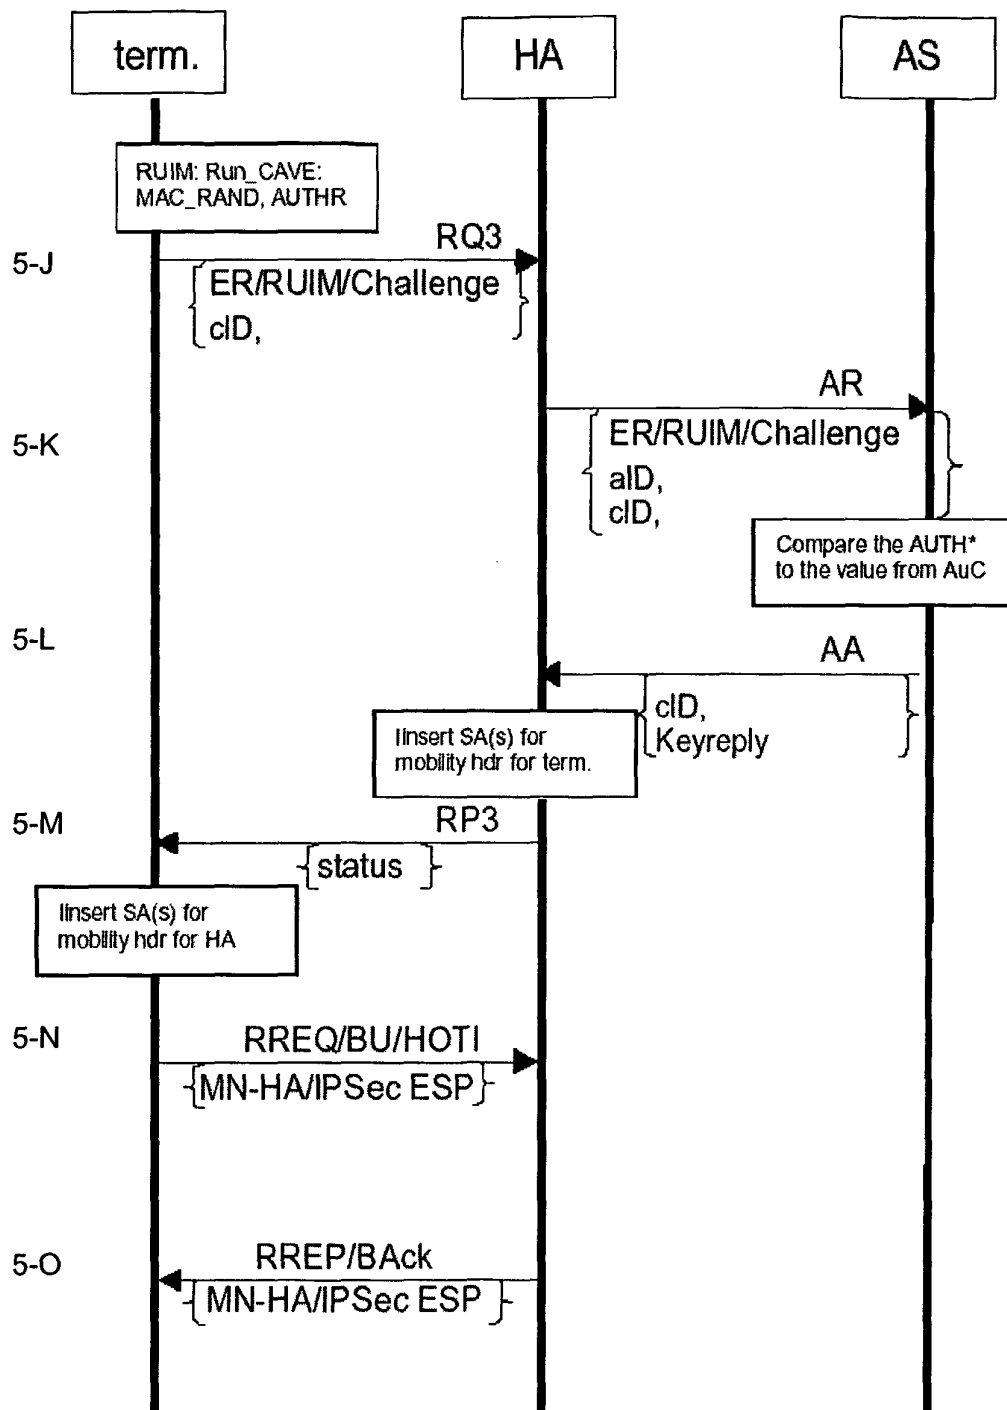 term.
HA
AS
RUIM: Run_CAVE:
MAC_RAND, AUTHR
5-J
RQ3
ER/RUIM/Challenge
cID,
AR
5-K
ER/RUIM/Challenge
aID,
cID,
Compare the AUTH*
to the value from AuC
5-L
AA
cID,
Keyreply
IInsert SA(s) for
mobility hdr for term.
5-M
RP3
status
IInsert SA(s) for
mobility hdr for HA
5-N
RREQ/BU/HOTI
MN-HA/IPSec ESP
5-O
RREP/BAck
MN-HA/IPSec ESP